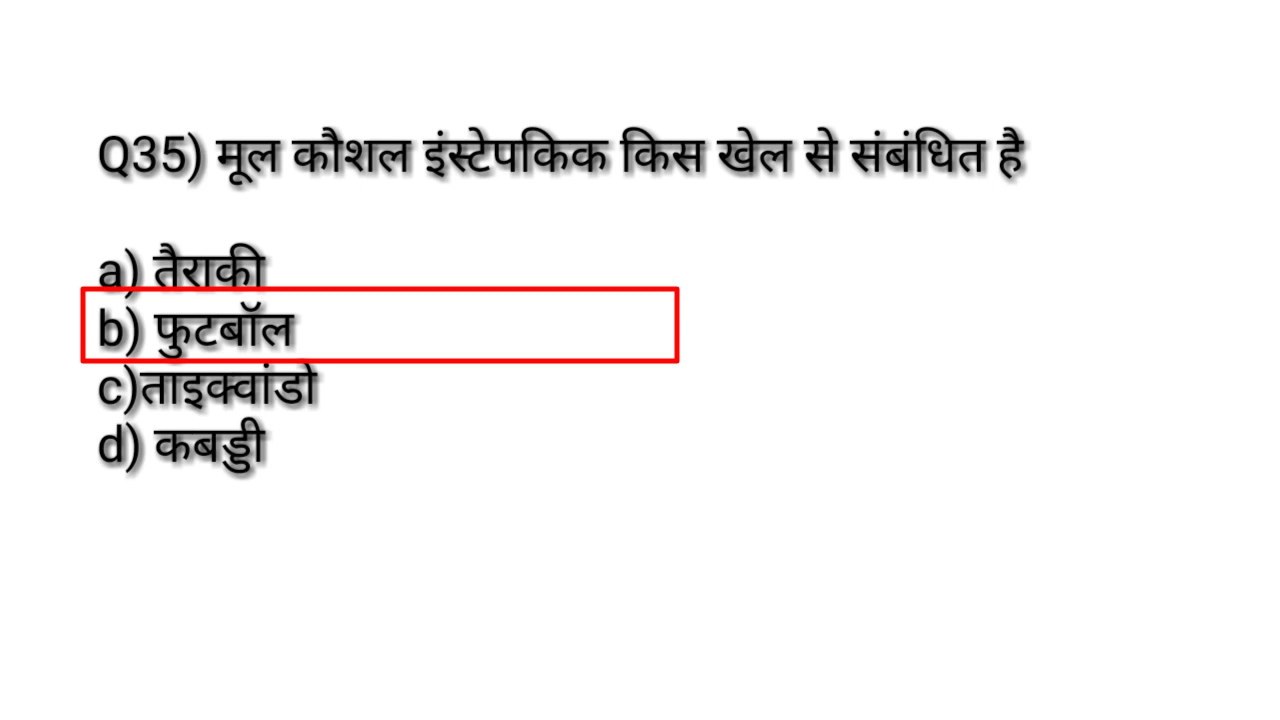 Q35) मूल कौशल इंस्टेपकिक किस खेल से संबंधित है
a) तैराकी
b) फुटबॉल
c)ताइक्वांडो
d) कबड्डी